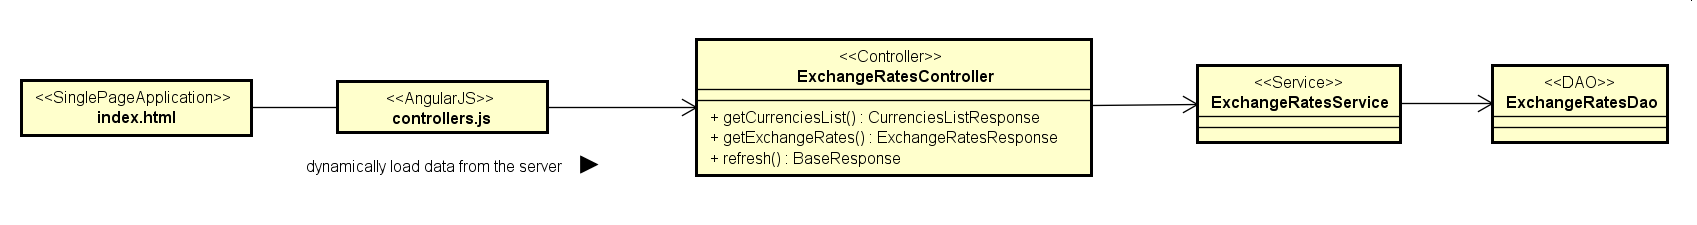 <<SinglePageApplication>>
index.html
<<AngularJS>>
controllers.js
dynamically load data from the server
<<Controller>>
ExchangeRatesController
+ getCurrenciesList() : CurrenciesListResponse
+ getExchangeRates() : ExchangeRatesResponse
+ refresh() : BaseResponse
<<Service>>
ExchangeRatesService
<<DAO>>
ExchangeRatesDao